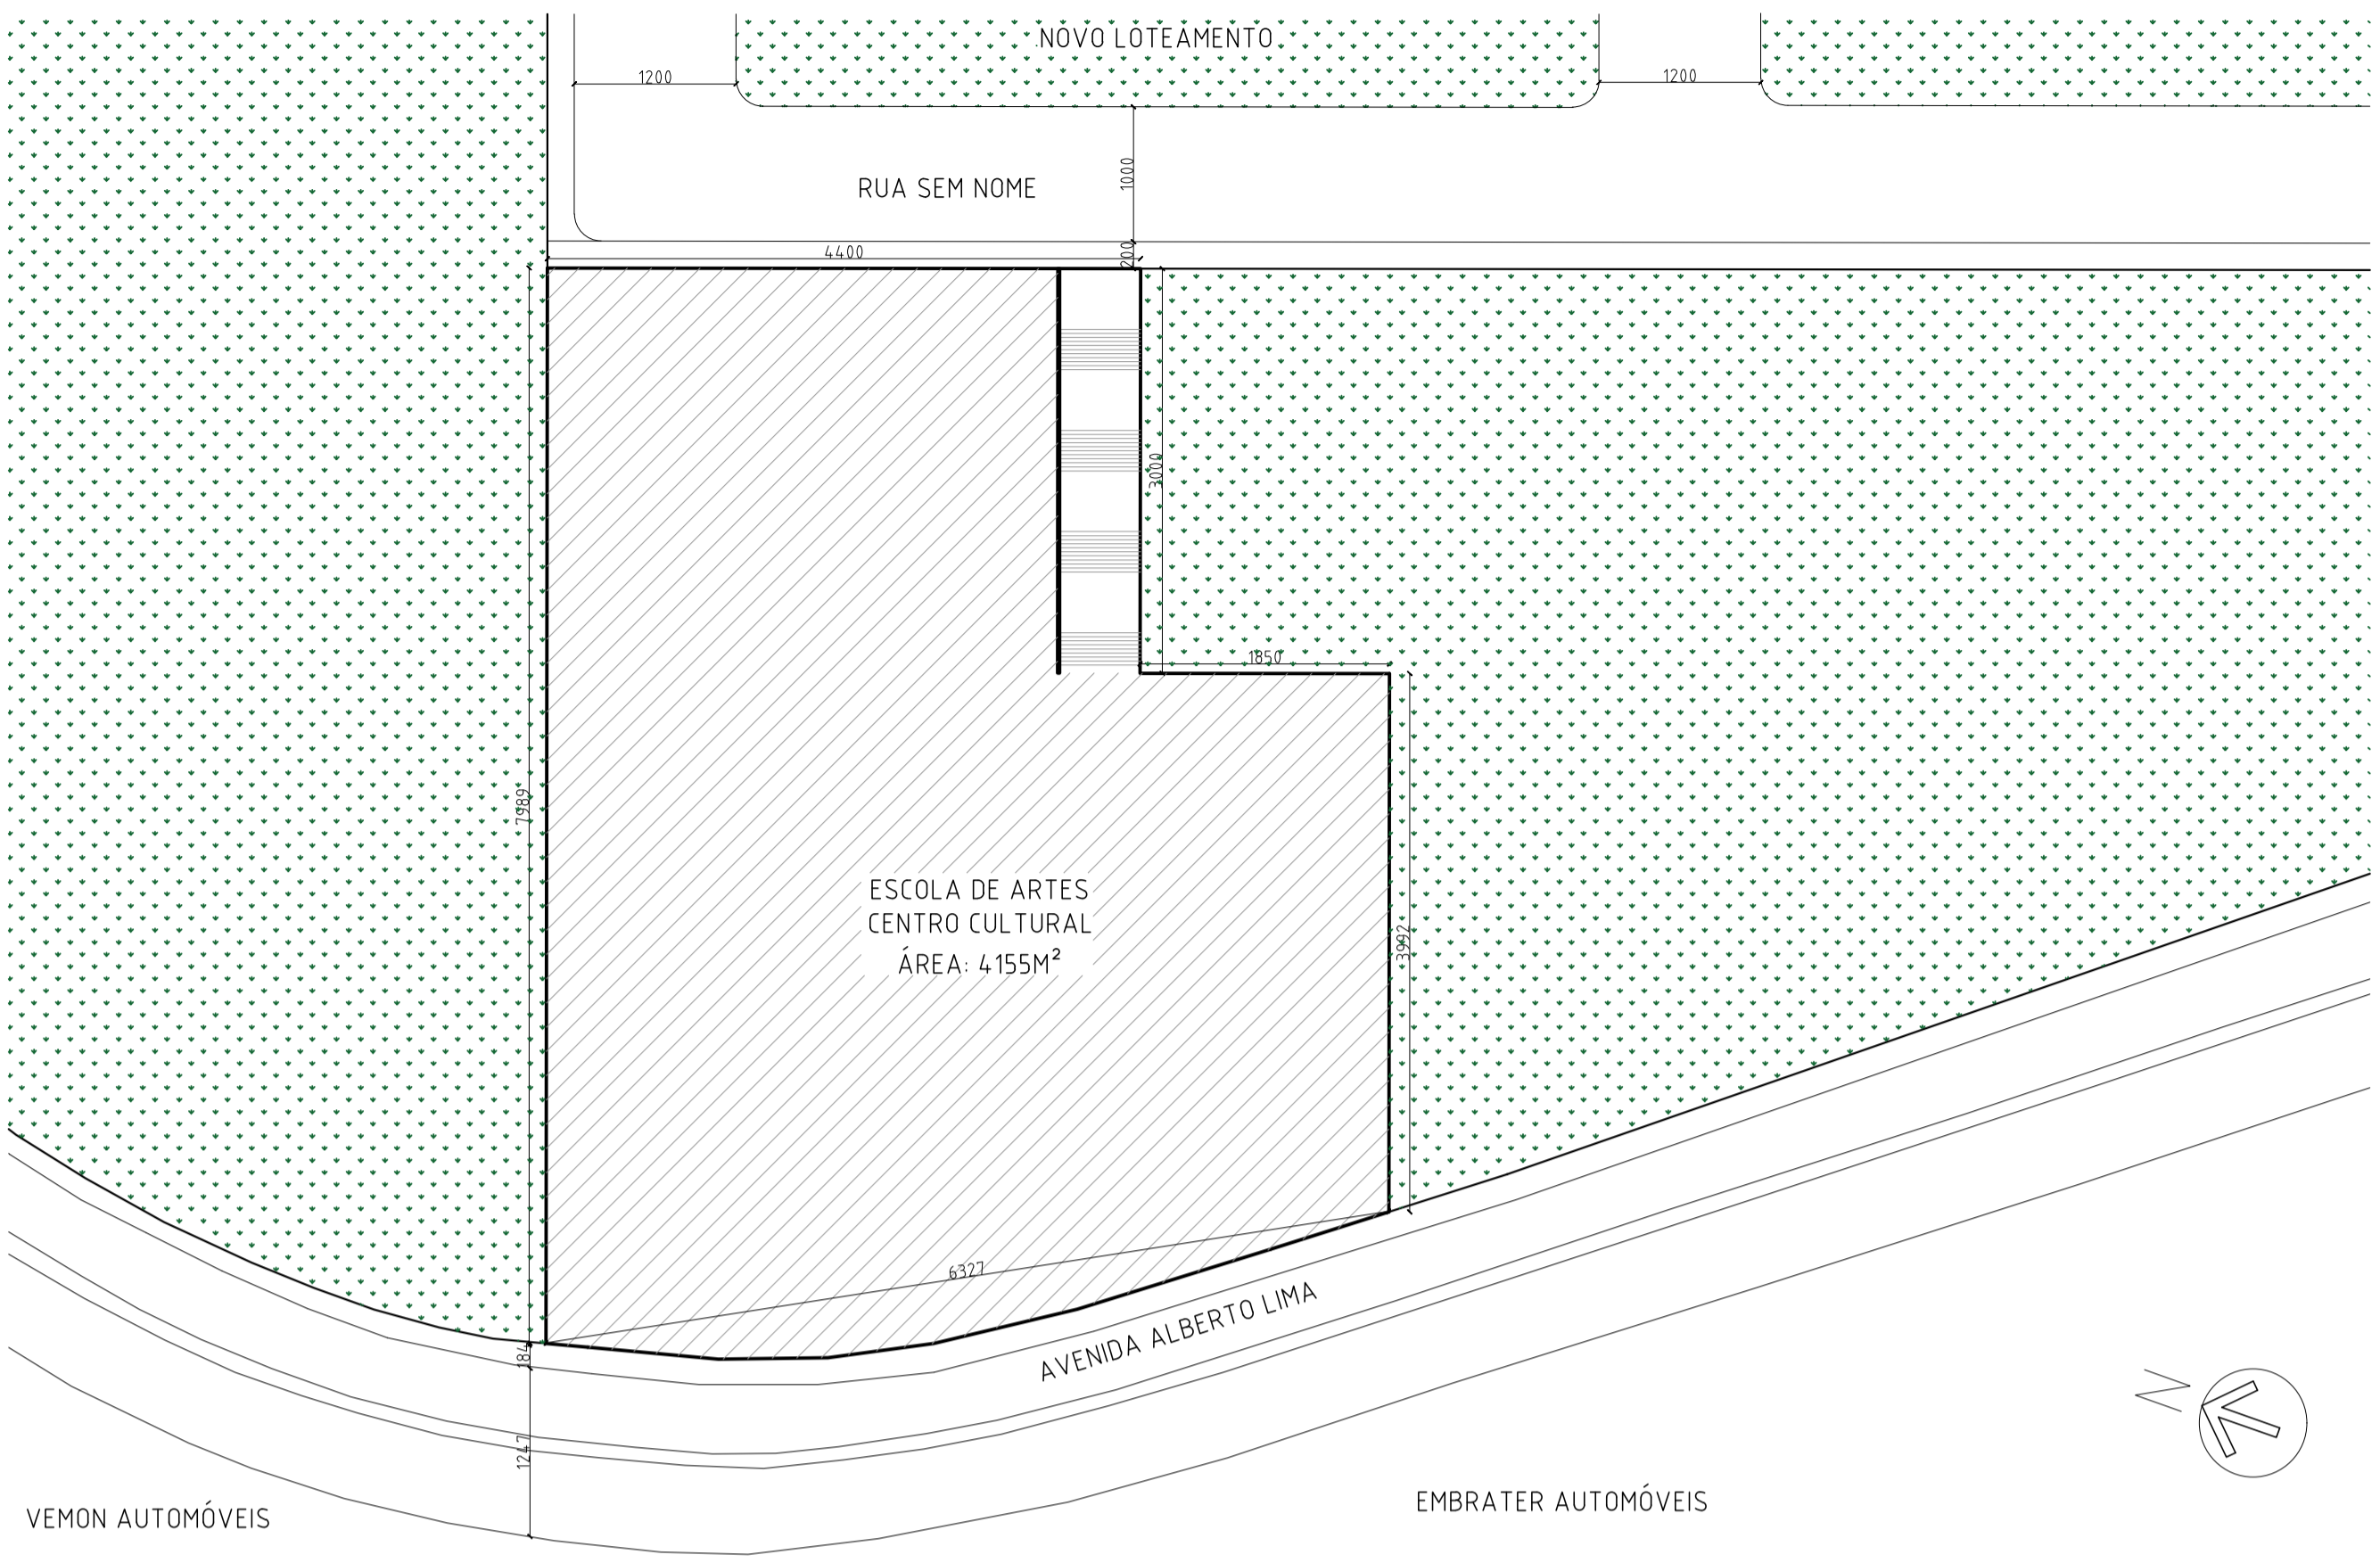 NOVO LOTEAMENTO
1200
1200
1000
RUA SEM NOME
200
4400
3000
1850
7989
ESCOLA DE ARTES
CENTRO CULTURAL
ÁREA: 4155M²
3992
6327
AVENIDA ALBERTO LIMA
184
1247
N
EMBRATER AUTOMÓVEIS
VEMON AUTOMÓVEIS